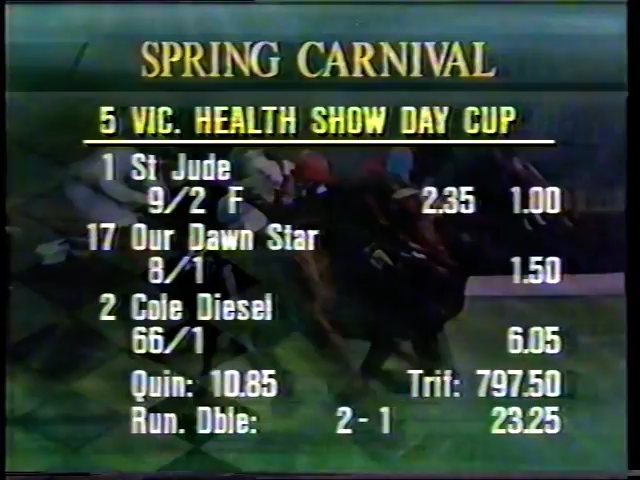 SPRING CARNIVAL
5 VIC. HEALTH SHOW DAY CUP
1 St Jude
9/2 F 2.35 1.00
17 Our Dawn Star
8/1 1.50
2 Cole Diesel
66/1 6.05
Quin: 10.85 Trif: 797.50
Run. Dble: 2-1 23.25